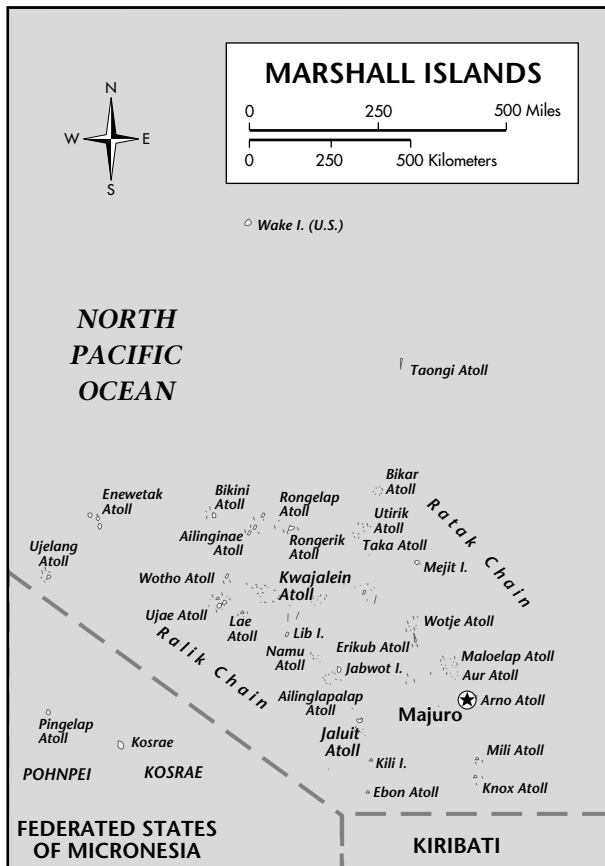 MARSHALL ISLANDS
0 250 500 Miles
0 250 500 Kilometers
N
W E
S
Wake I. (U.S.)
NORTH
PACIFIC
OCEAN
Taongi Atoll
Bikar
Atoll
Enewetak
Atoll
Bikini
Atoll
Rongelap
Atoll
Utirik
Atoll
Ratak Chain
Ailinginae
Atoll
Rongerik
Atoll
Taka Atoll
Ujelang
Atoll
Mejit I.
Wotho Atoll
Kwajalein
Atoll
Ujae Atoll
Lae
Atoll
Wotje Atoll
Lib I.
Erikub Atoll
Ralik Chain
Namu
Atoll
Jabwot I.
Maloelap Atoll
Aur Atoll
Ailinglapalap
Atoll
Arno Atoll
Majuro
Jaluit
Atoll
Pingelap
Atoll
Kosrae
Mili Atoll
Kili I.
POHNPEI KOSRAE
Knox Atoll
Ebon Atoll
FEDERATED STATES
OF MICRONESIA
KIRIBATI